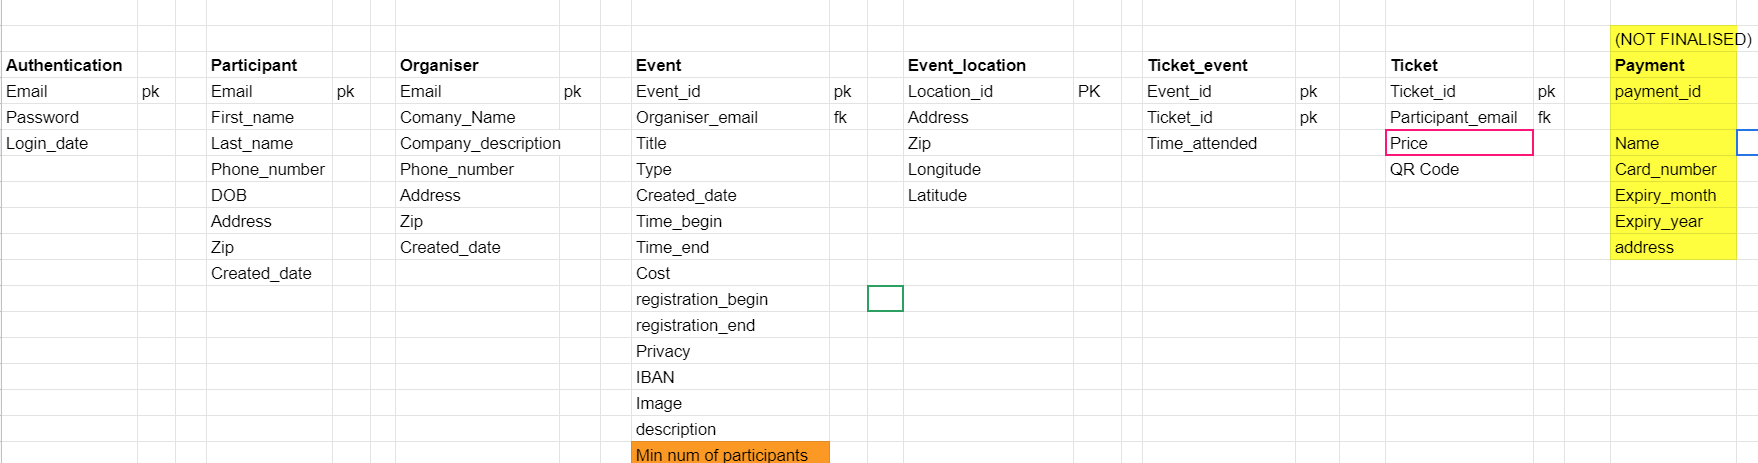 (NOT FINALISED)
Authentication Participant Organiser Event Event_location Ticket_event Ticket Payment
Email pk Email pk Email pk Event_id pk Location_id PK Event_id pk Ticket_id pk payment_id
Password First_name Comany_Name Organiser_email fk Address Ticket_id pk Participant_email fk
Login_date Last_name Company_description Title Zip Time_attended Price Name
Phone_number Phone_number Type Longitude QR Code Card_number
DOB Address Created_date Latitude Expiry_month
Address Zip Time_begin Expiry_year
Zip Created_date Time_end address
Created_date Cost
registration_begin
registration_end
Privacy
IBAN
Image
description
Min num of participants